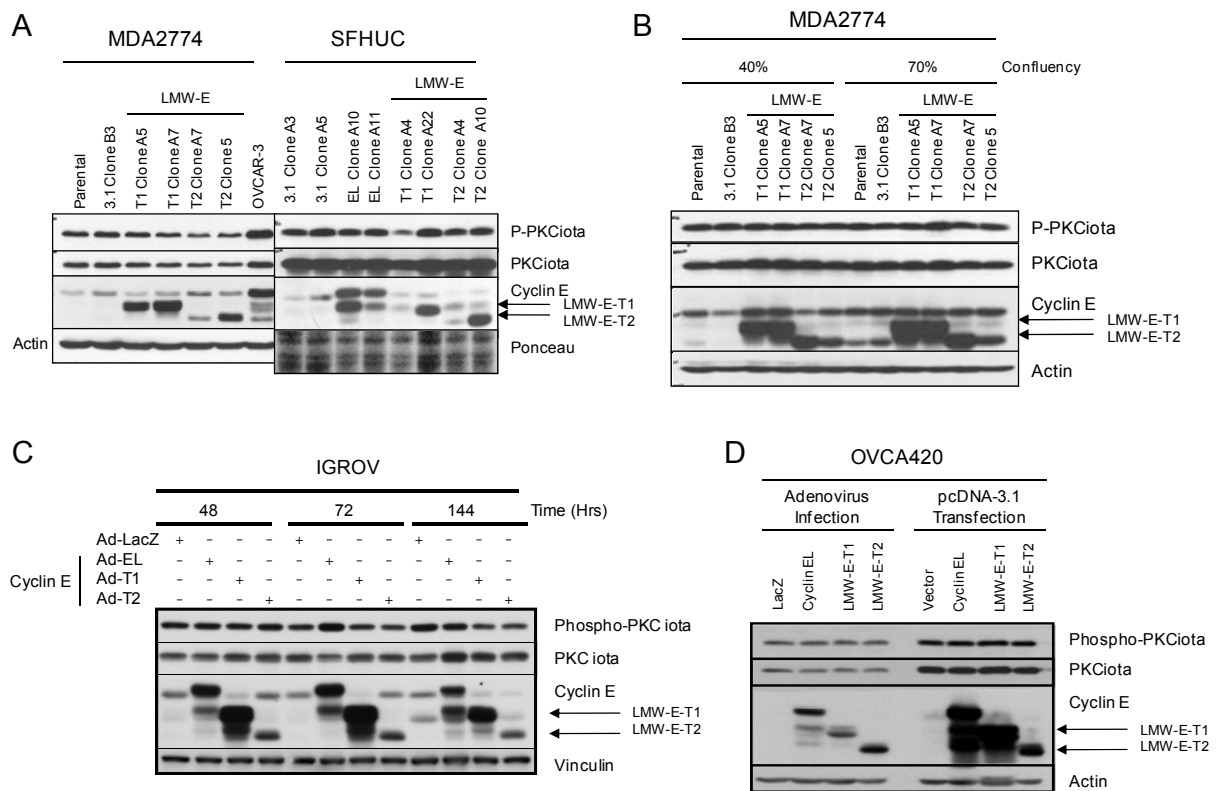 A
MDA2774
SFHUC
LMW-E
LMW-E
Parental
3.1 Clone B3
T1 Clone A5
T1 Clone A7
T2 Clone A7
T2 Clone 5
OVCAR-3
3.1 Clone A3
3.1 Clone A5
EL Clone A10
EL Clone A11
T1 Clone A4
T1 Clone A22
T2 Clone A4
T2 Clone A10
P-PKCiota
PKCiota
Cyclin E
LMW-E-T1
LMW-E-T2
Actin
Ponceau
B
MDA2774
40%
70%
Confluency
LMW-E
LMW-E
Parental
3.1 Clone B3
T1 Clone A5
T1 Clone A7
T2 Clone A7
T2 Clone 5
Parental
3.1 Clone B3
T1 Clone A5
T1 Clone A7
T2 Clone A7
T2 Clone 5
P-PKCiota
PKCiota
Cyclin E
LMW-E-T1
LMW-E-T2
Actin
C
IGROV
48
72
144
Time (Hrs)
Ad-LacZ + – – – + – – – + – – –
Ad-EL – + – – – + – – – + – –
Cyclin E
Ad-T1 – – + – – – + – – – + –
Ad-T2 – – – + – – – + – – – +
Phospho-PKC iota
PKC iota
Cyclin E
LMW-E-T1
LMW-E-T2
Vinculin
D
OVCA420
Adenovirus
Infection
pcDNA-3.1
Transfection
LacZ
Cyclin EL
LMW-E-T1
LMW-E-T2
Vector
Cyclin EL
LMW-E-T1
LMW-E-T2
Phospho-PKCiota
PKCiota
Cyclin E
LMW-E-T1
LMW-E-T2
Actin